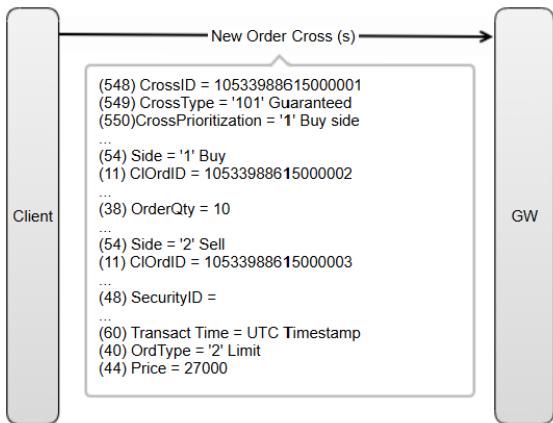 New Order Cross (s)
(548) CrossID = 10533988615000001
(549) CrossType = '101' Guaranteed
(550)CrossPrioritization = '1' Buy side
...
(54) Side = '1' Buy
(11) ClOrdID = 10533988615000002
...
(38) OrderQty = 10
...
(54) Side = '2' Sell
(11) ClOrdID = 10533988615000003
...
(48) SecurityID =
...
(60) Transact Time = UTC Timestamp
(40) OrdType = '2' Limit
(44) Price = 27000
Client
GW